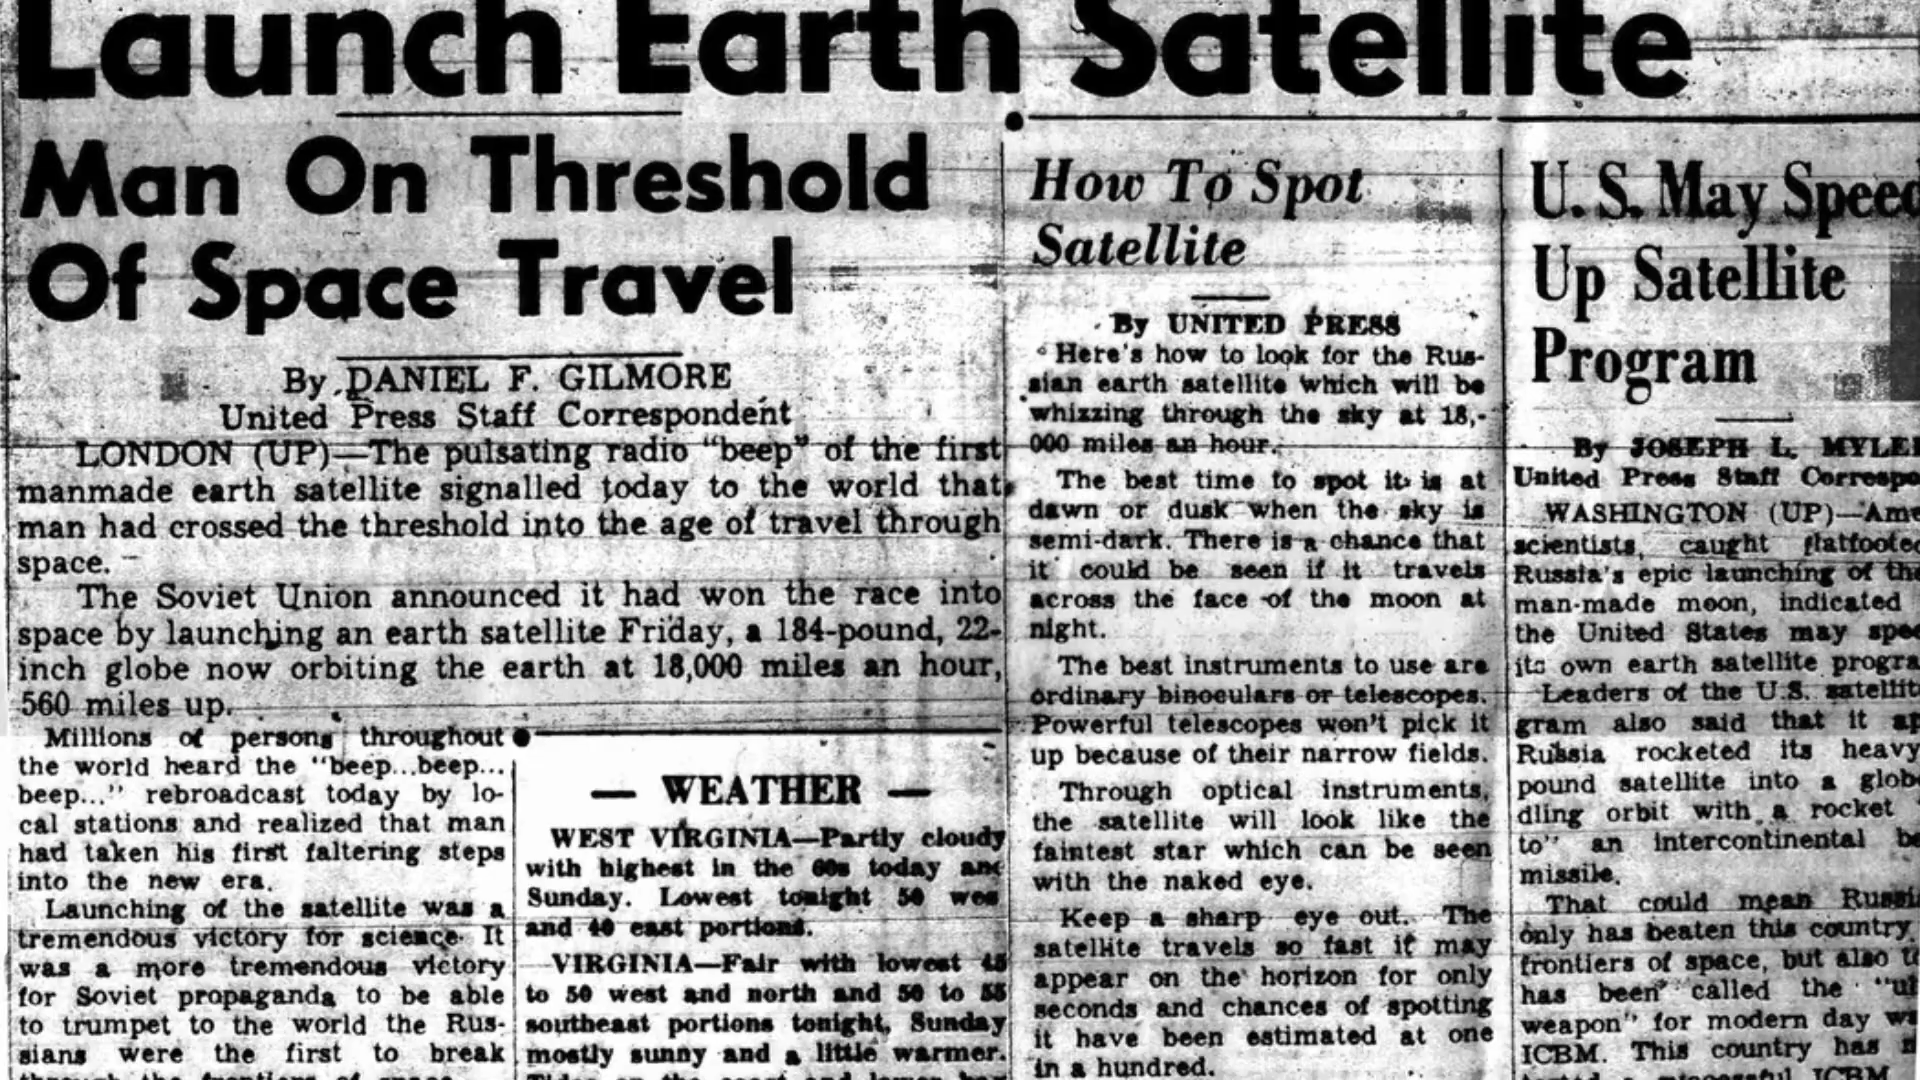 Launch Earth Satellite
Man On Threshold
Of Space Travel
By DANIEL F. GILMORE
United Press Staff Correspondent
LONDON (UP)—The pulsating radio "beep" of the first
manmade earth satellite signalled today to the world that
man had crossed the threshold into the age of travel through
space.
The Soviet Union announced it had won the race into
space by launching an earth satellite Friday, a 184-pound, 22-
inch globe now orbiting the earth at 18,000 miles an hour,
560 miles up.
Millions of persons throughout
the world heard the "beep...beep...
beep..." rebroadcast today by lo-
cal stations and realized that man
had taken his first faltering steps
into the new era.
Launching of the satellite was a
tremendous victory for science. It
was a more tremendous victory
for Soviet propaganda to be able
to trumpet to the world the Rus-
sians were the first to break
through the frontiers of space.
— WEATHER —
WEST VIRGINIA—Partly cloudy
with highest in the 60s today and
Sunday. Lowest tonight 50 wes
and 40 east portions.
VIRGINIA—Fair with lowest 45
to 50 west and north and 50 to 55
southeast portions tonight, Sunday
mostly sunny and a little warmer.
How To Spot
Satellite
By UNITED PRESS
Here's how to look for the Rus-
sian earth satellite which will be
whizzing through the sky at 18,-
000 miles an hour.
The best time to spot it is at
dawn or dusk when the sky is
semi-dark. There is a chance that
it could be seen if it travels
across the face of the moon at
night.
The best instruments to use are
ordinary binoculars or telescopes.
Powerful telescopes won't pick it
up because of their narrow fields.
Through optical instruments,
the satellite will look like the
faintest star which can be seen
with the naked eye.
Keep a sharp eye out. The
satellite travels so fast it may
appear on the horizon for only
seconds and chances of spotting
it have been estimated at one
in a hundred.
U. S. May Speed
Up Satellite
Program
By JOSEPH L. MYLE
United Press Staff Correspo
WASHINGTON (UP)—Ame
scientists, caught flatfooted
Russia's epic launching of the
man-made moon, indicated
the United States may spe
its own earth satellite progra
Leaders of the U.S. satellit
gram also said that it ap
Russia rocketed its heavy
pound satellite into a glob
dling orbit with a rocket
to" an intercontinental b
missile.
That could mean Russi
only has beaten this country
frontiers of space, but also t
has been called the "ul
weapon" for modern day wa
ICBM. This country has
a successful ICBM